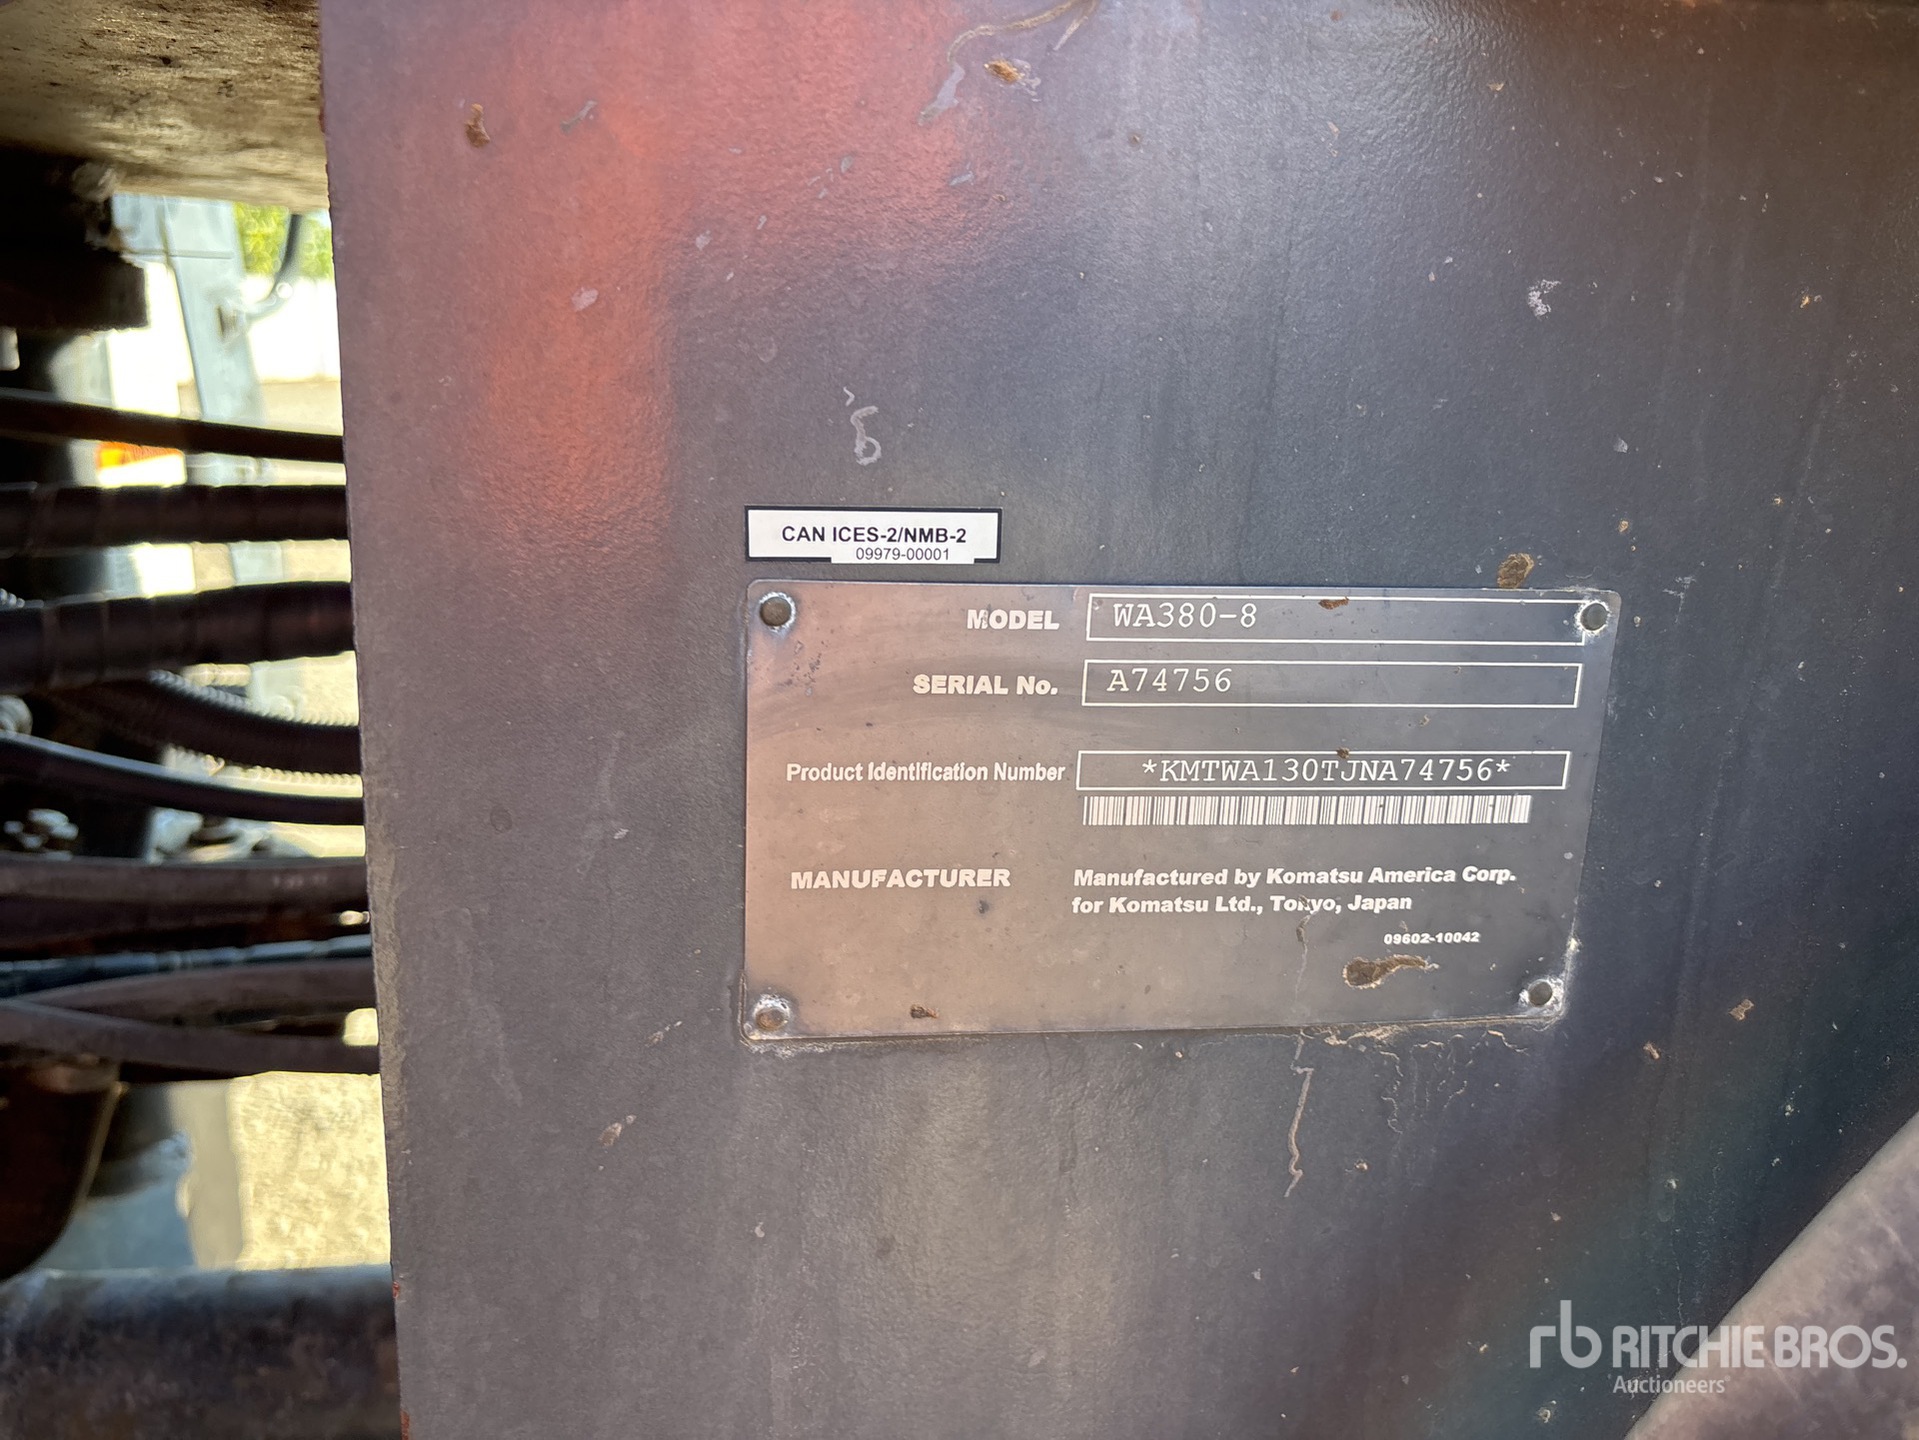 CAN ICES-2/NMB-2
09979-00001
MODEL WA380-8
SERIAL No. A74756
Product Identification Number *KMTWA130TJNA74756*
MANUFACTURER Manufactured by Komatsu America Corp.
for Komatsu Ltd., Tokyo, Japan
09602-10042
rb RITCHIE BROS.
Auctioneers